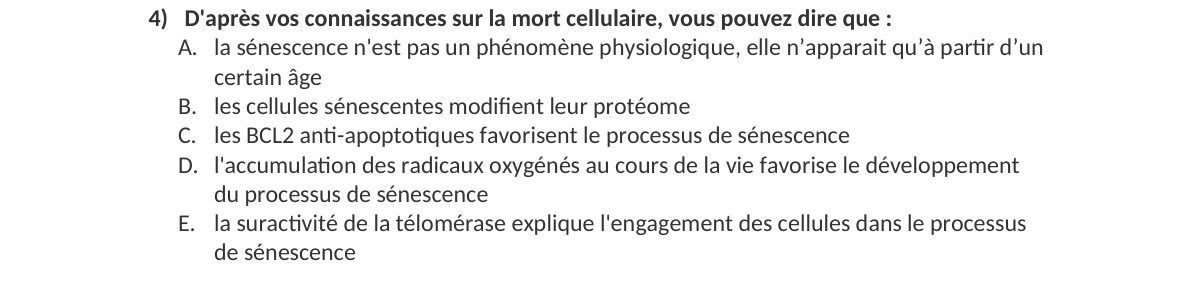 4) D'après vos connaissances sur la mort cellulaire, vous pouvez dire que :
A. la sénescence n'est pas un phénomène physiologique, elle n’apparait qu’à partir d’un
certain âge
B. les cellules sénescentes modifient leur protéome
C. les BCL2 anti-apoptotiques favorisent le processus de sénescence
D. l'accumulation des radicaux oxygénés au cours de la vie favorise le développement
du processus de sénescence
E. la suractivité de la télomérase explique l'engagement des cellules dans le processus
de sénescence